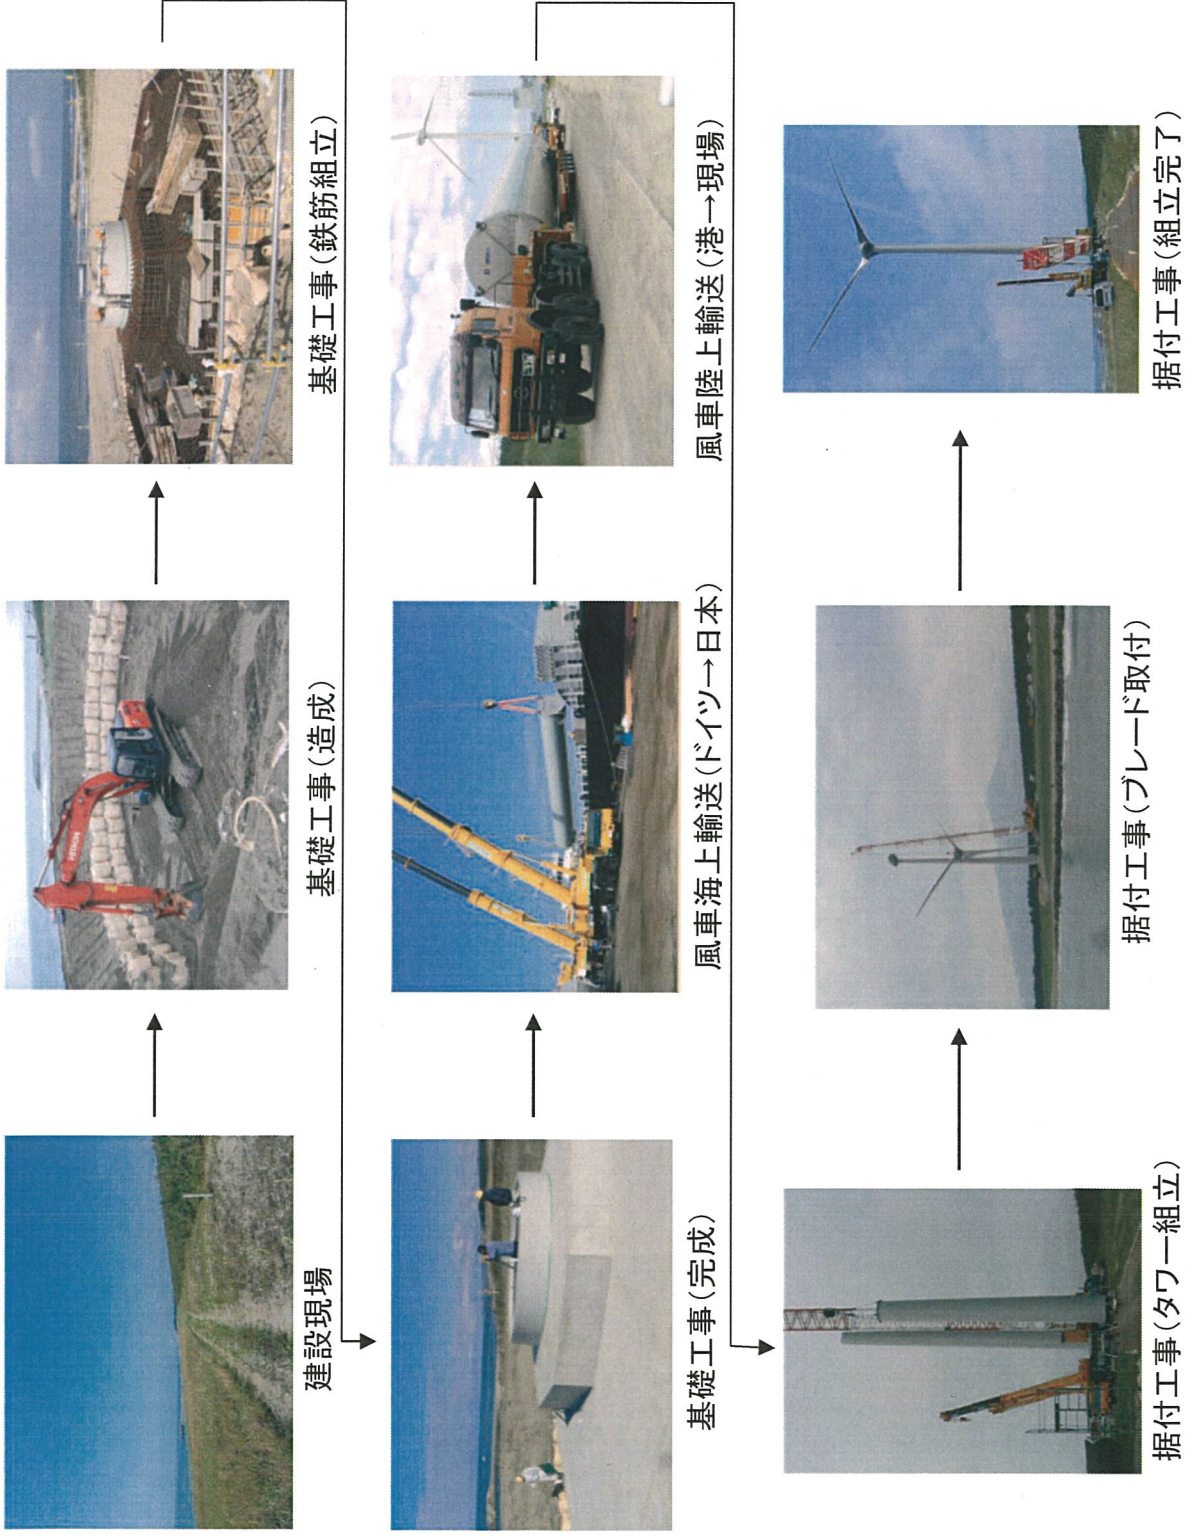 建設現場
基礎工事(造成)
基礎工事(鉄筋組立)
基礎工事(完成)
風車海上輸送(ドイツ→日本)
風車陸上輸送(港→現場)
据付工事(タワー組立)
据付工事(ブレード取付)
据付工事(組立完了)